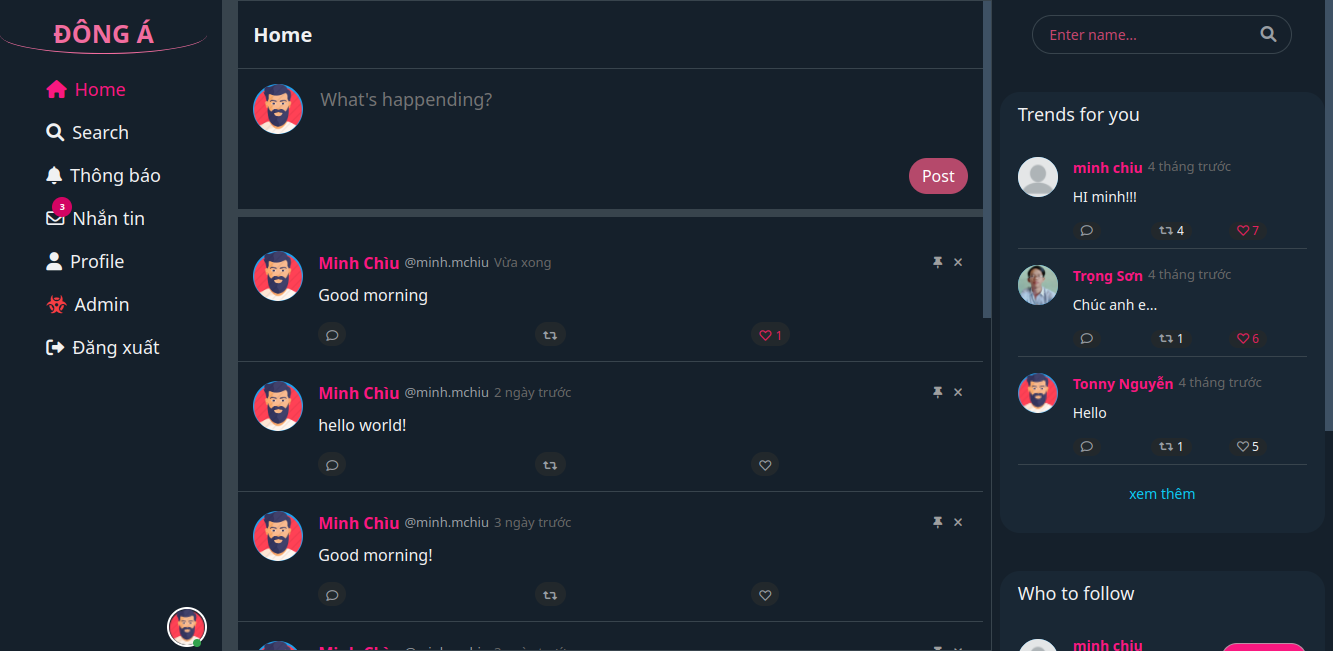 ĐÔNG Á
Home
Search
Thông báo
3
Nhắn tin
Profile
Admin
Đăng xuất
Home
What's happending?
Post
Minh Chìu @minh.mchiu Vừa xong
Good morning
1
Minh Chìu @minh.mchiu 2 ngày trước
hello world!
Minh Chìu @minh.mchiu 3 ngày trước
Good morning!
Enter name...
Trends for you
minh chiu 4 tháng trước
HI minh!!!
4 7
Trọng Sơn 4 tháng trước
Chúc anh e...
1 6
Tonny Nguyễn 4 tháng trước
Hello
1 5
xem thêm
Who to follow
minh chiu